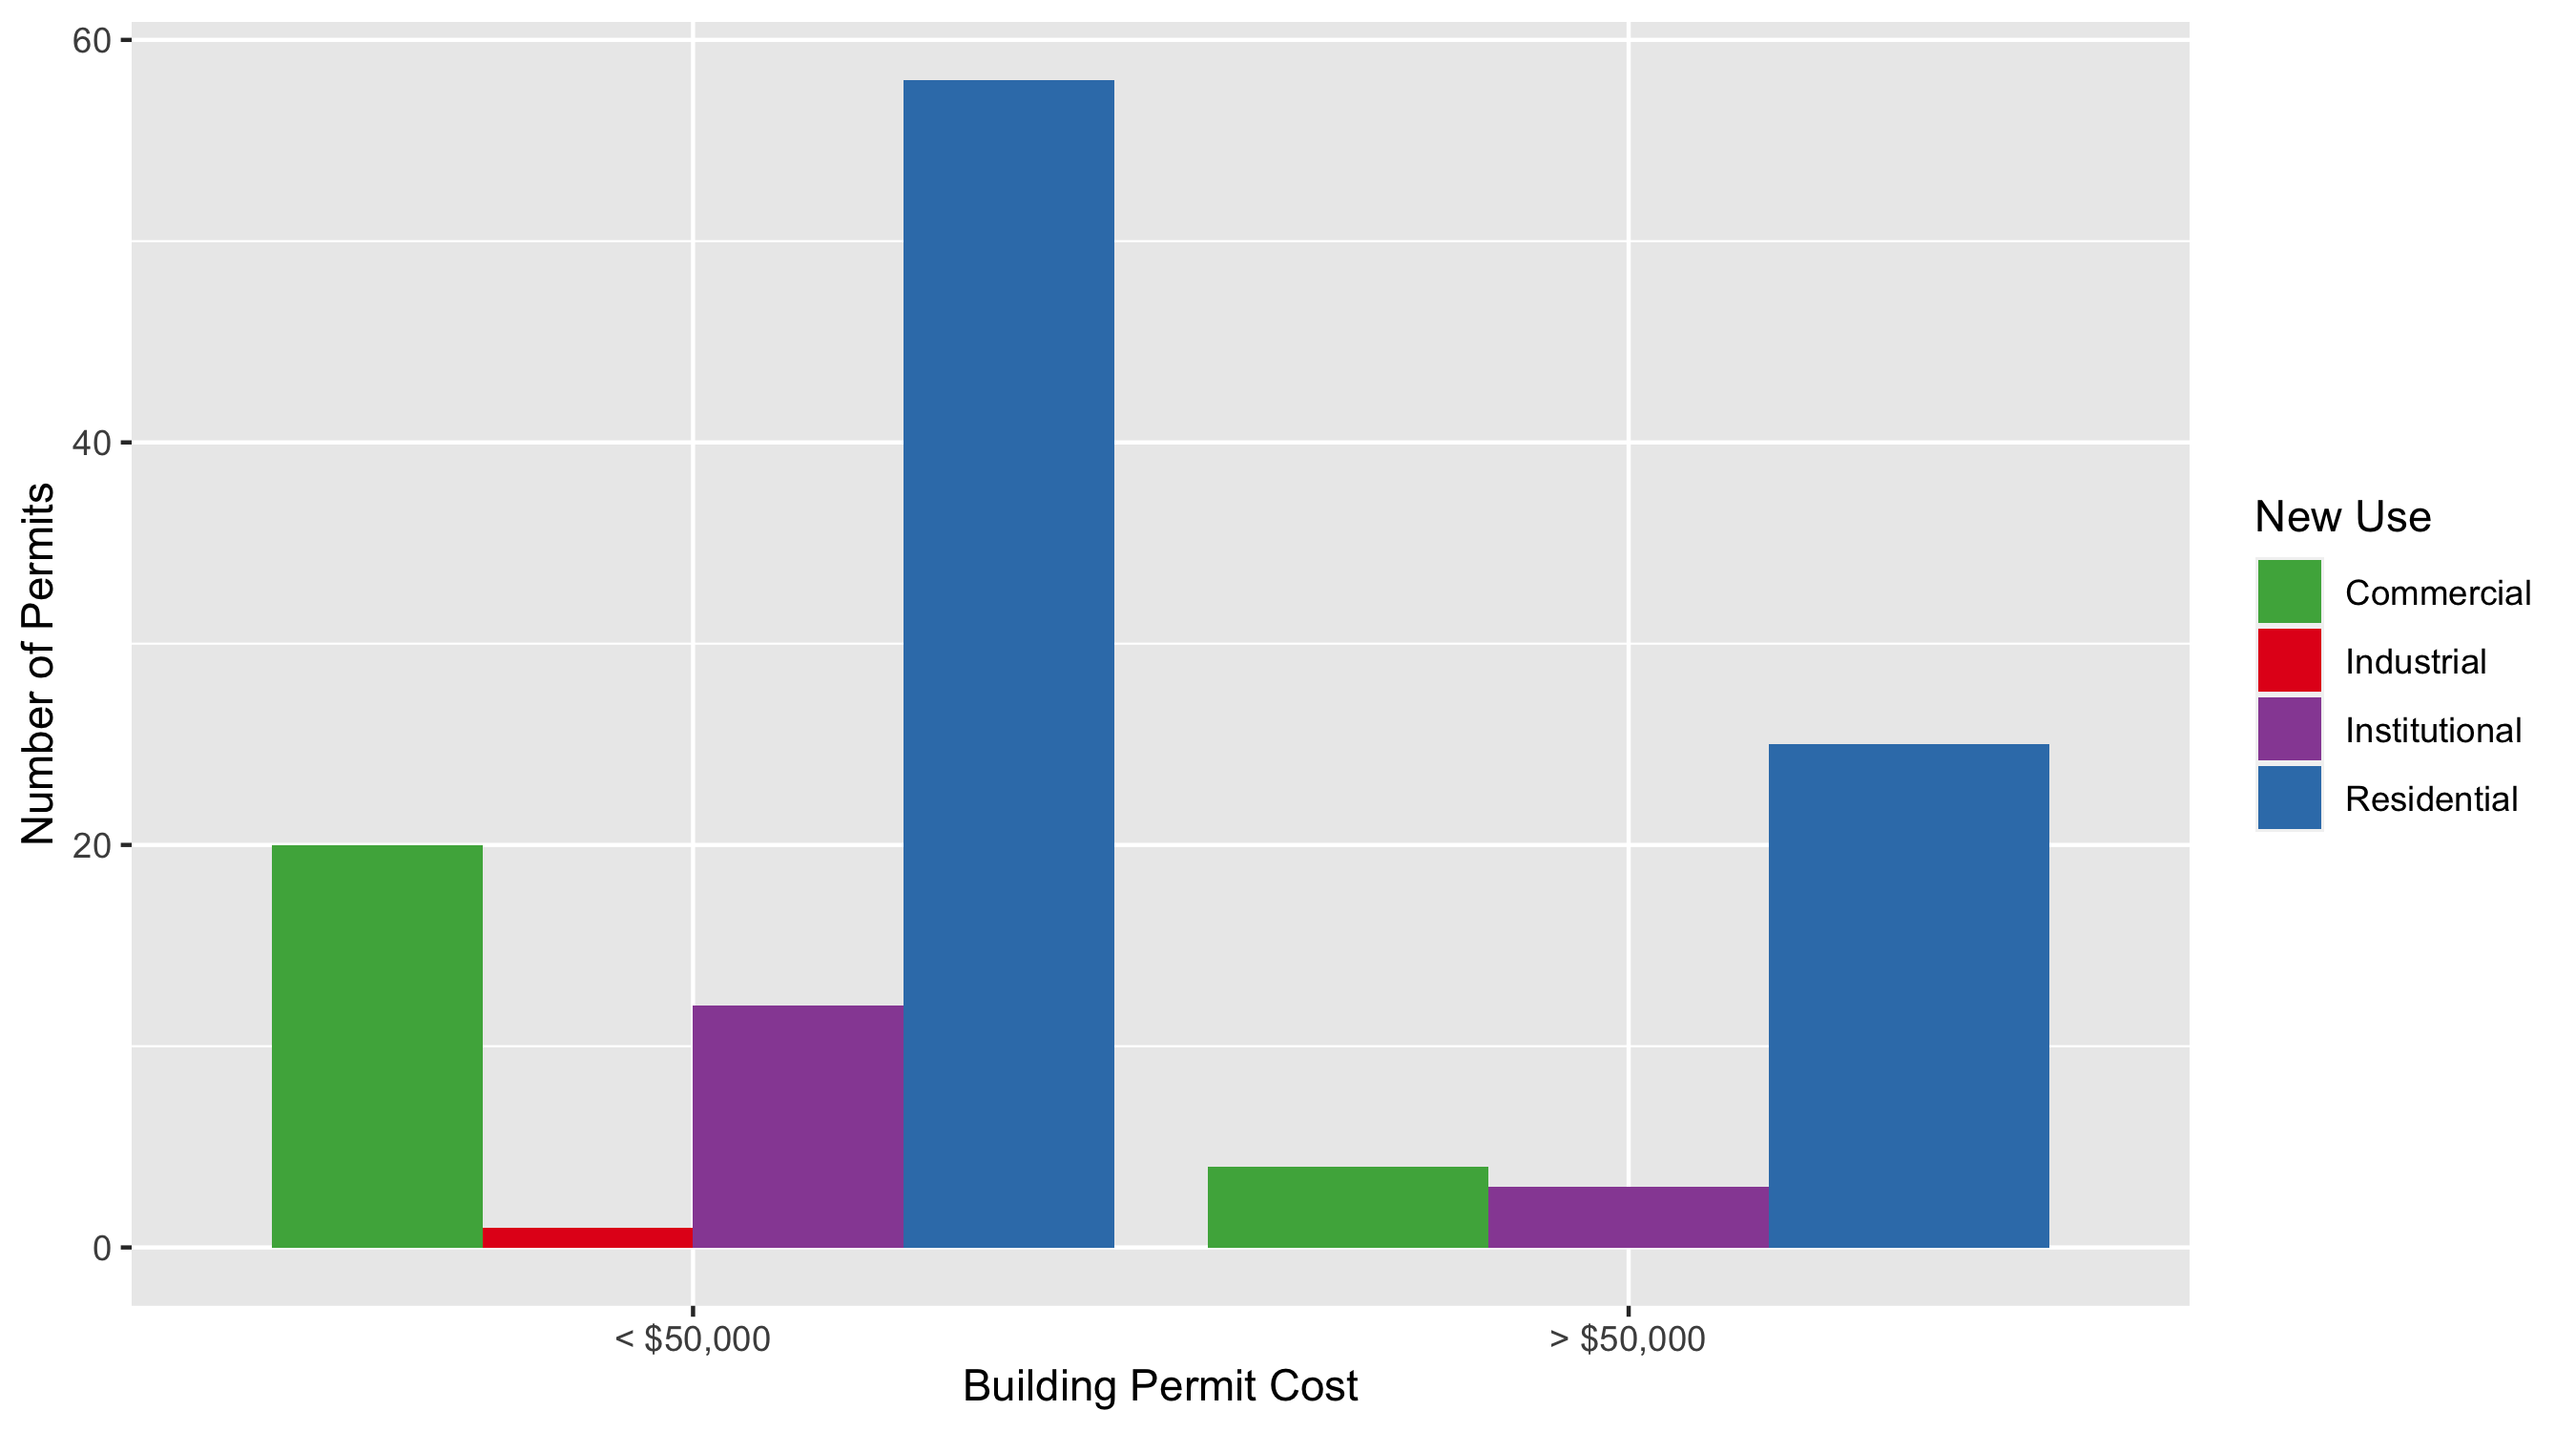 60
40
20
0
Number of Permits
< $50,000
> $50,000
Building Permit Cost
New Use
Commercial
Industrial
Institutional
Residential